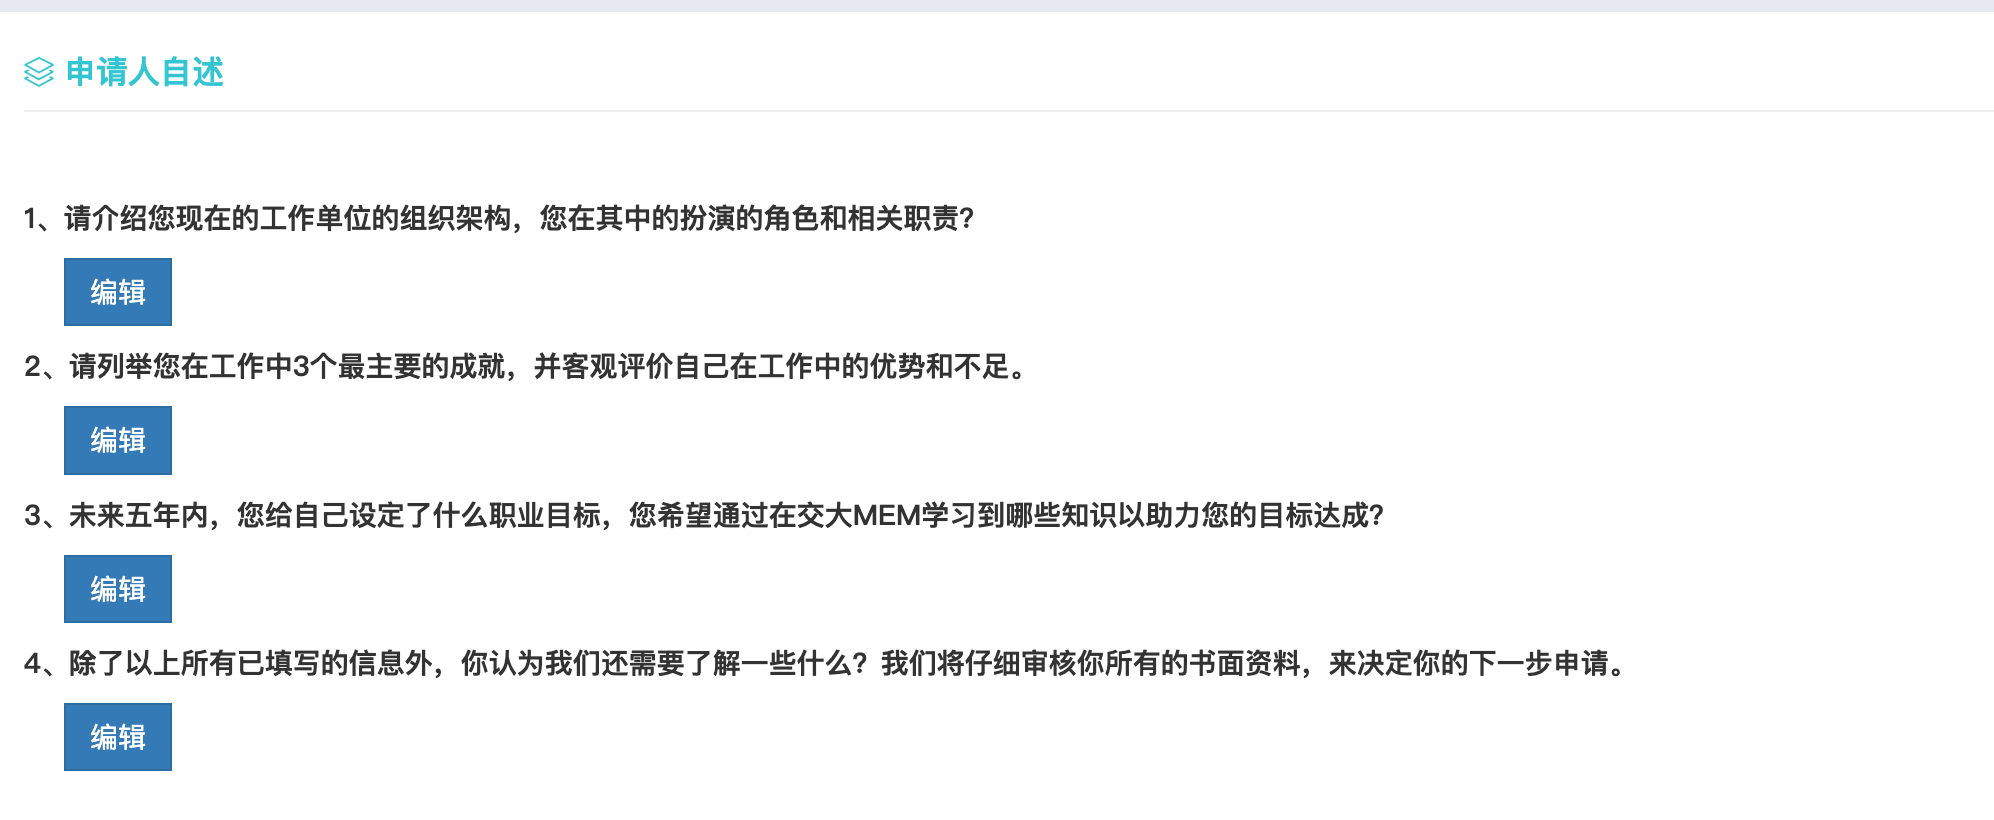 申请人自述
1、请介绍您现在的工作单位的组织架构，您在其中的扮演的角色和相关职责？
编辑
2、请列举您在工作中3个最主要的成就，并客观评价自己在工作中的优势和不足。
编辑
3、未来五年内，您给自己设定了什么职业目标，您希望通过在交大MEM学习到哪些知识以助力您的目标达成？
编辑
4、除了以上所有已填写的信息外，你认为我们还需要了解一些什么？我们将仔细审核你所有的书面资料，来决定你的下一步申请。
编辑